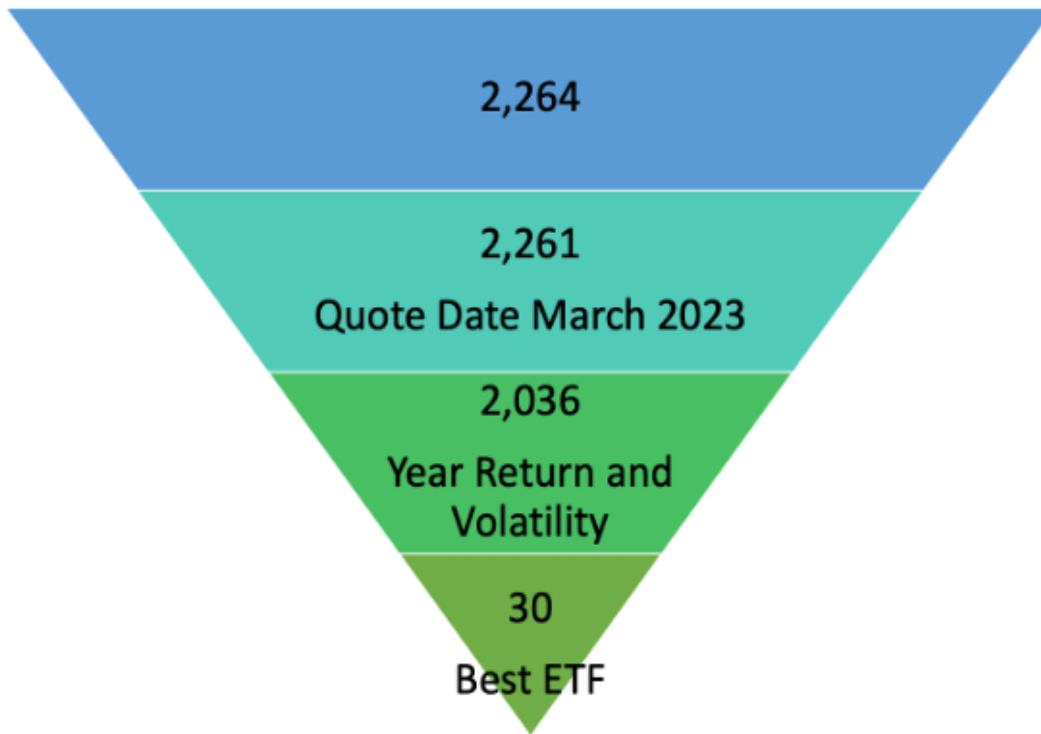 2,264
2,261
Quote Date March 2023
2,036
Year Return and
Volatility
30
Best ETF